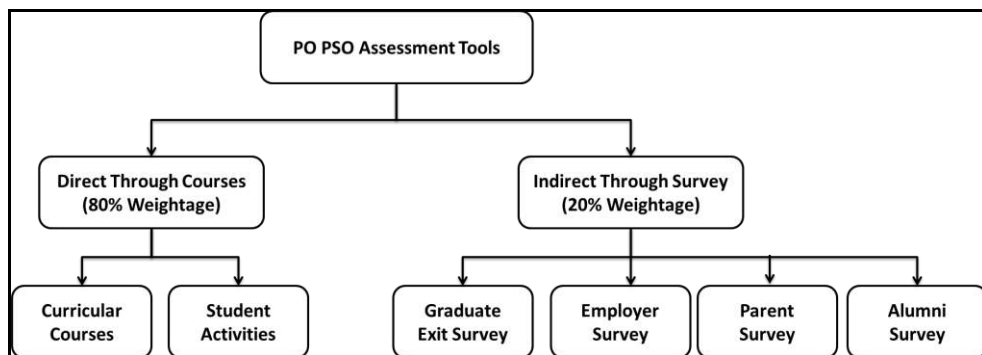 PO PSO Assessment Tools
Direct Through Courses
(80% Weightage)
Indirect Through Survey
(20% Weightage)
Curricular
Courses
Student
Activities
Graduate
Exit Survey
Employer
Survey
Parent
Survey
Alumni
Survey